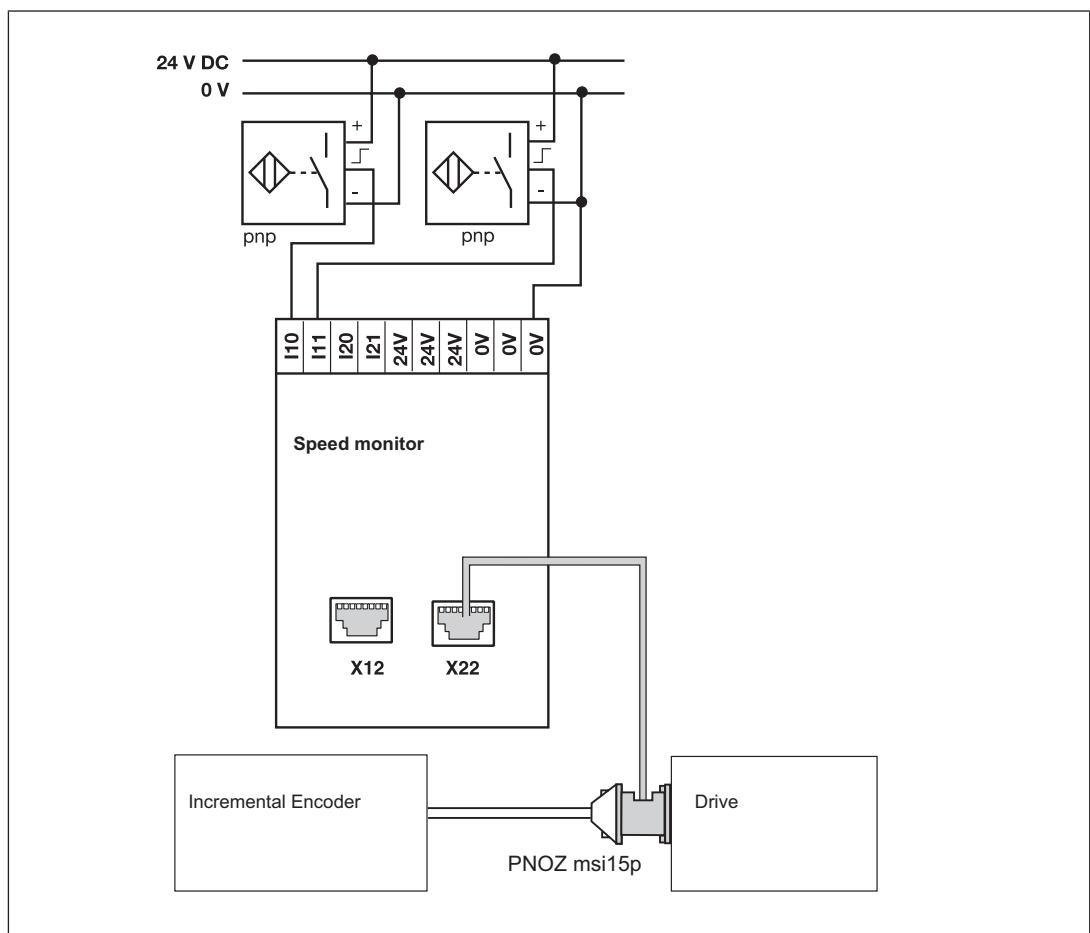 24 V DC
0 V
+
-
pnp
+
-
pnp
I10 I11 I20 I21 24V 24V 24V 0V 0V 0V
Speed monitor
X12 X22
Incremental Encoder
Drive
PNOZ msi15p